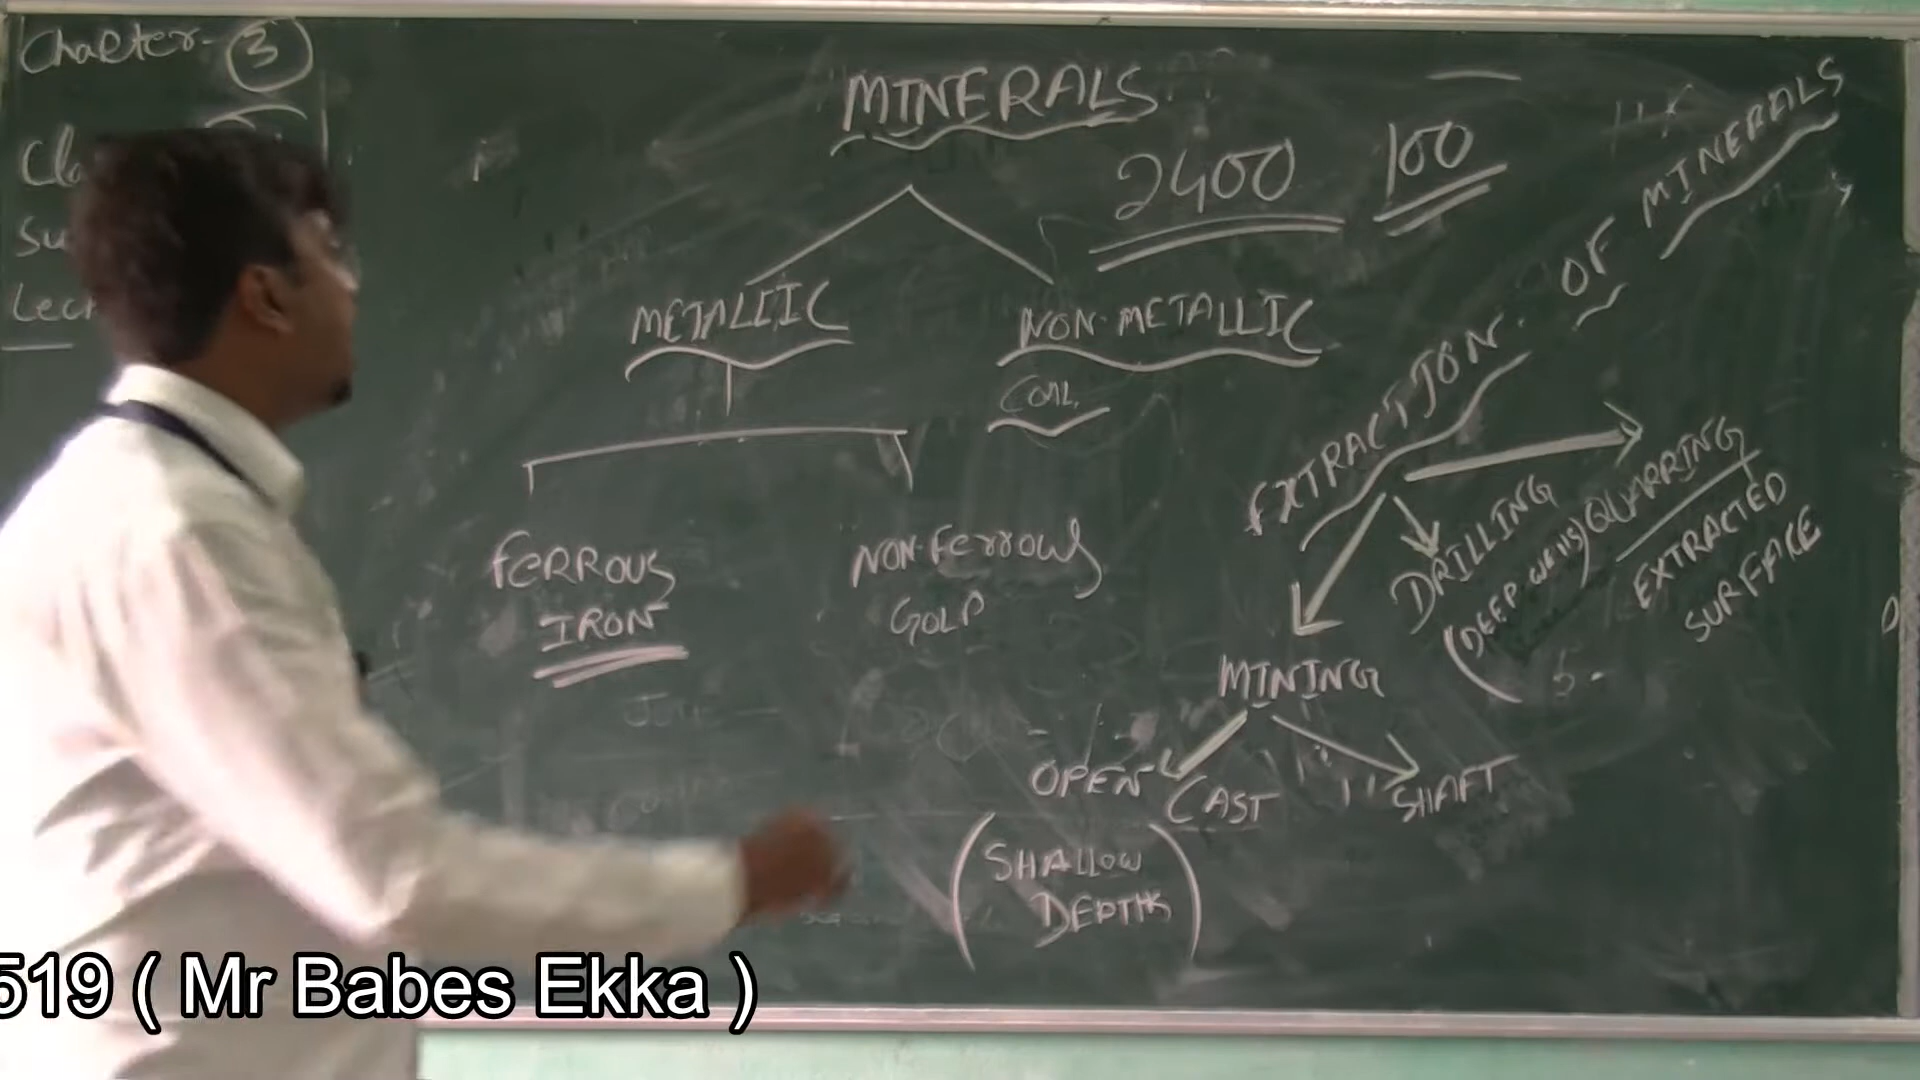 Chapter- 3
MINERALS
2400
100
METALLIC
NON-METALLIC
COAL
FERROUS
IRON
NON-Ferrous
GOLD
EXTRACTION OF MINERALS
DRILLING
(DEEP wells)
QUARRING
EXTRACTED
SURFACE
MINING
OPEN CAST
SHAFT
(SHALLOW
DEPTHS)
519 ( Mr Babes Ekka )